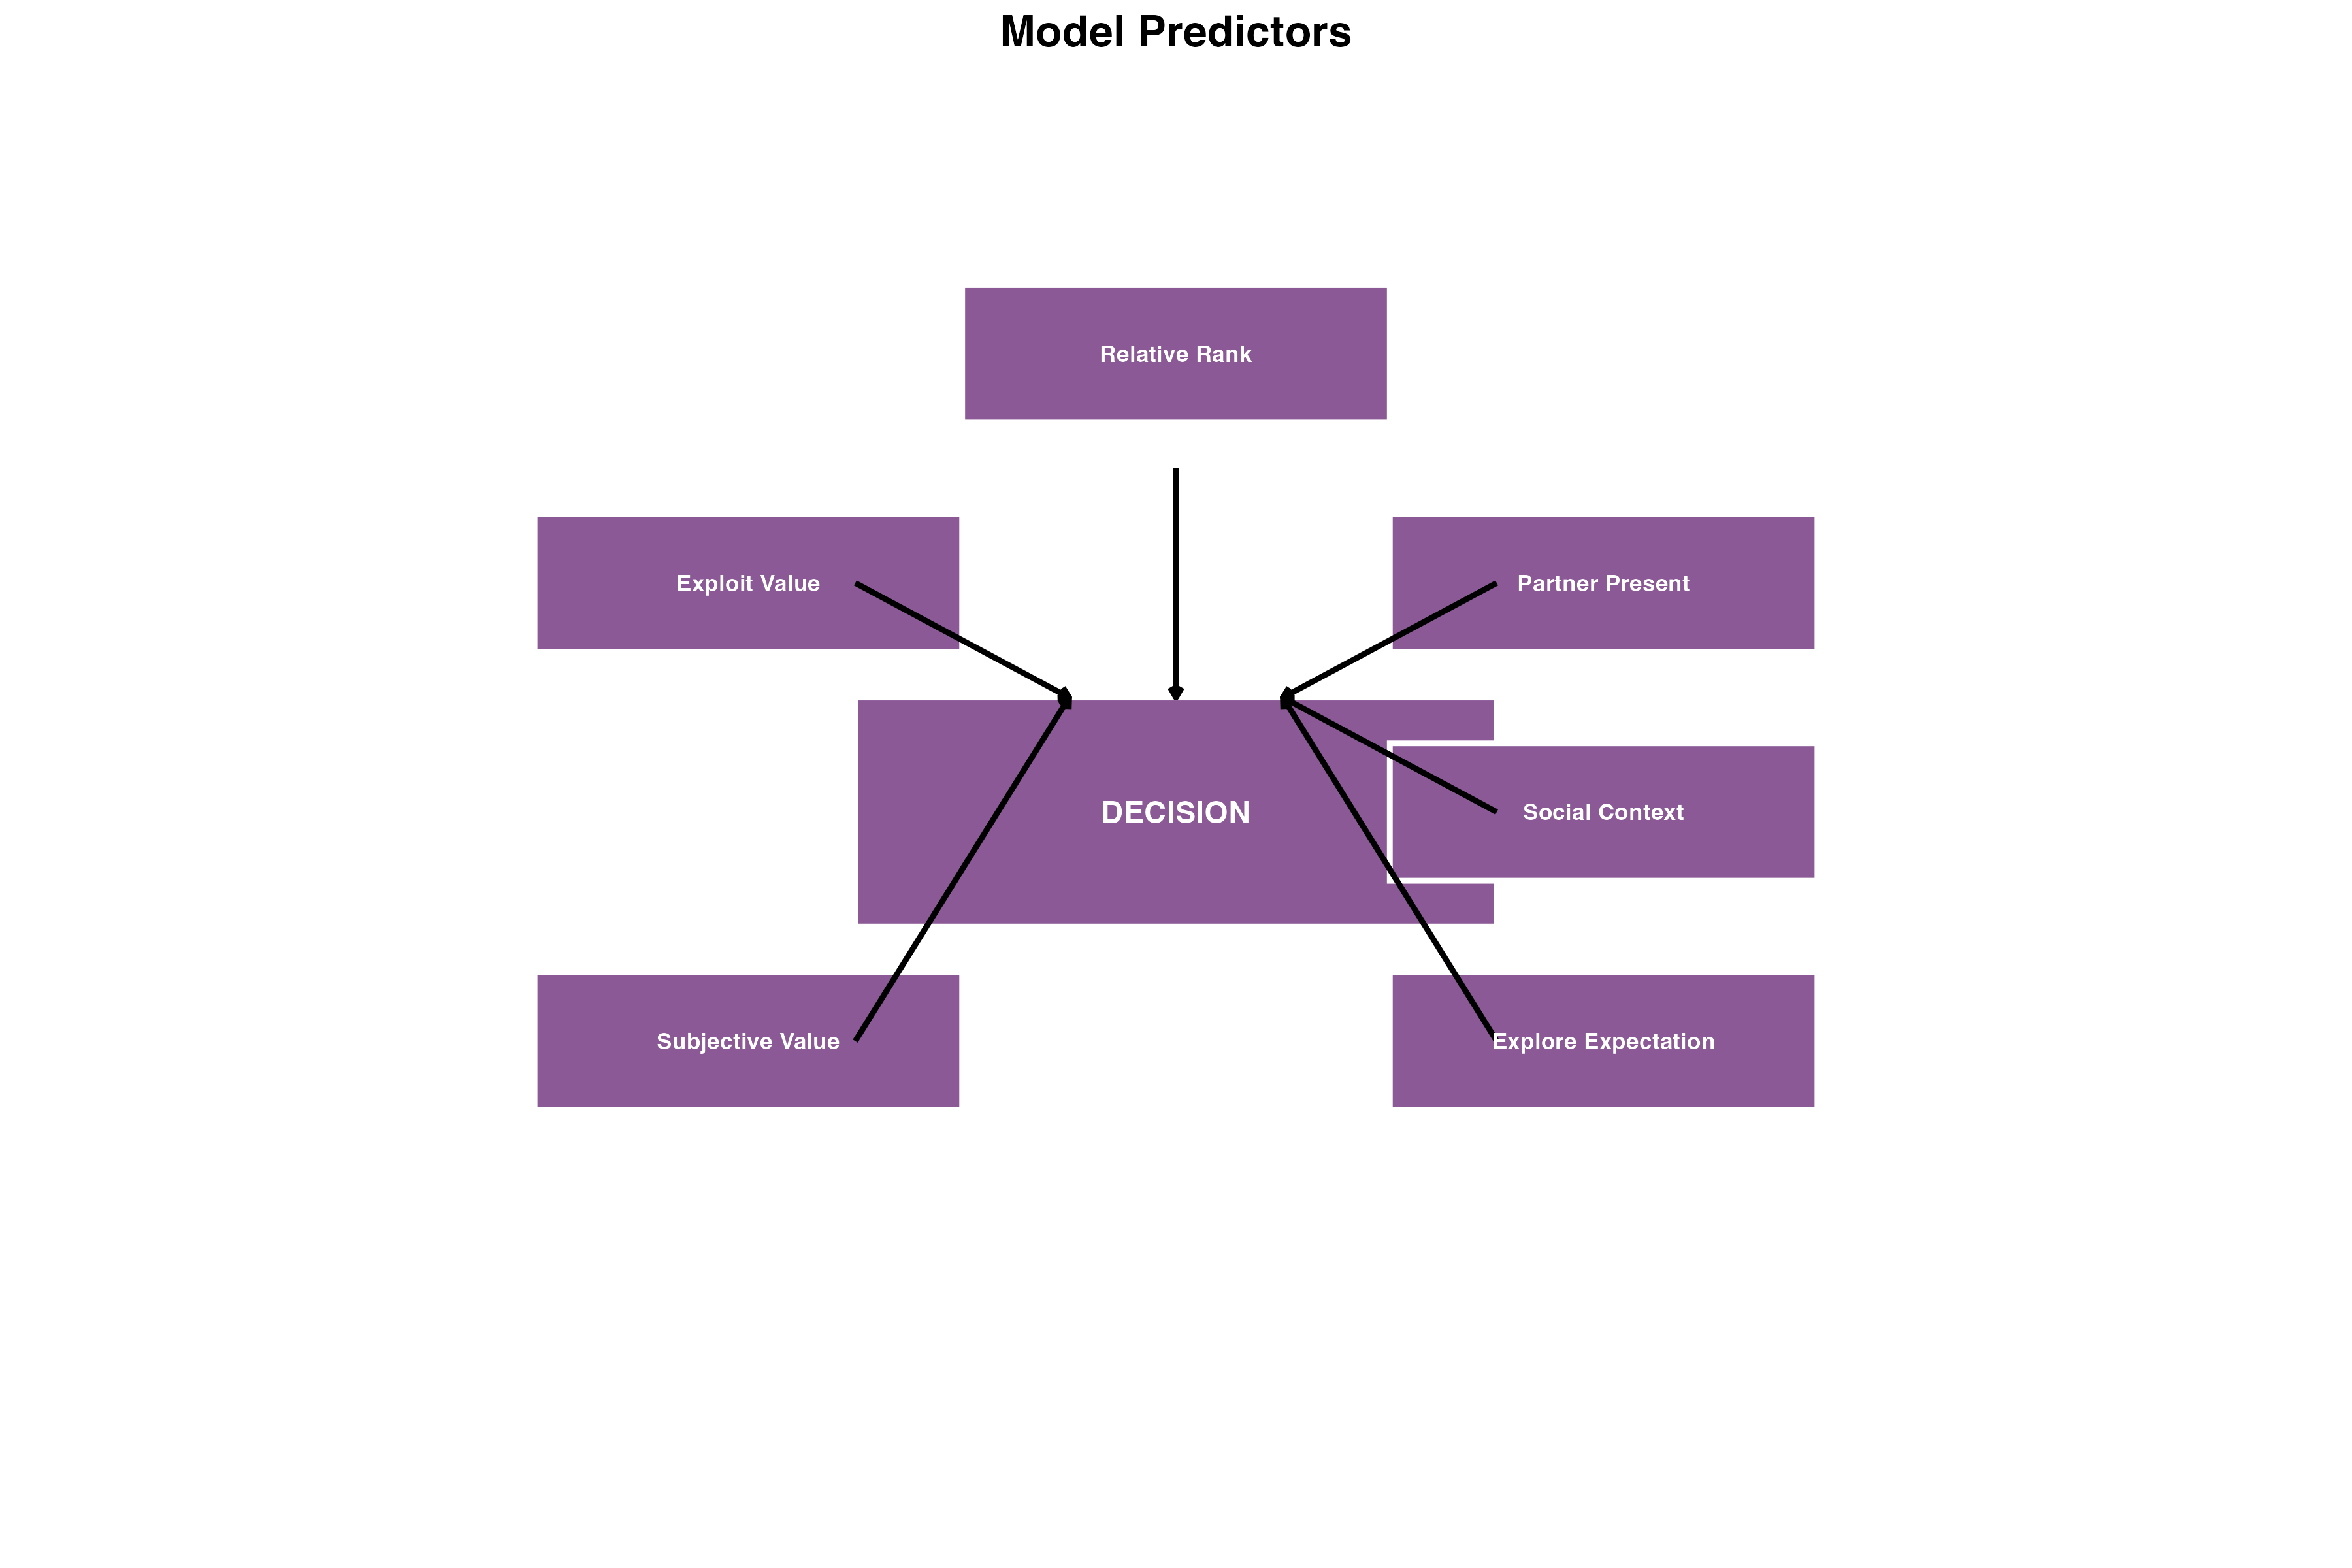 Model Predictors
Relative Rank
Exploit Value
Partner Present
DECISION
Social Context
Subjective Value
Explore Expectation